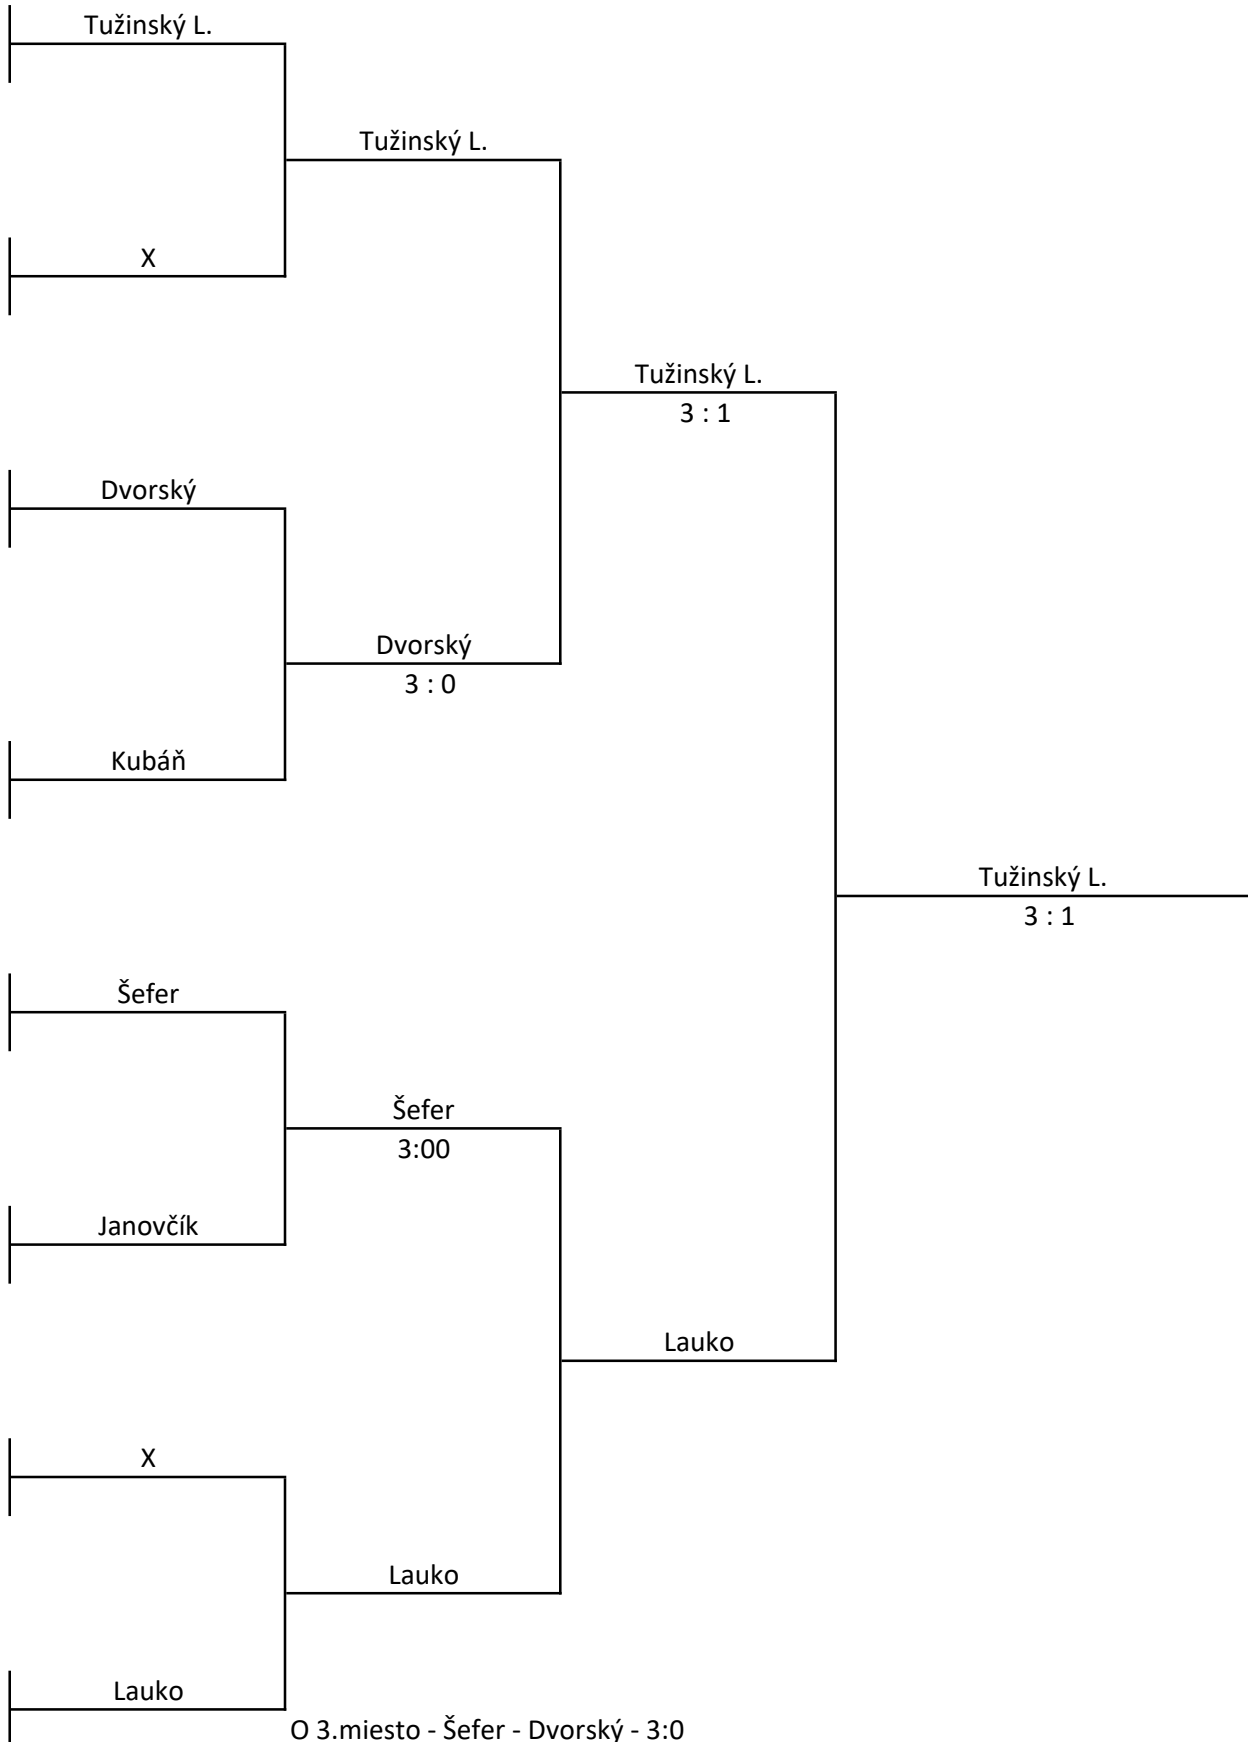 Tužinský L.
Tužinský L.
X
Tužinský L.
3 : 1
Dvorský
Dvorský
3 : 0
Kubáň
Tužinský L.
3 : 1
Šefer
Šefer
3:00
Janovčík
Lauko
X
Lauko
Lauko
O 3.miesto - Šefer - Dvorský - 3:0